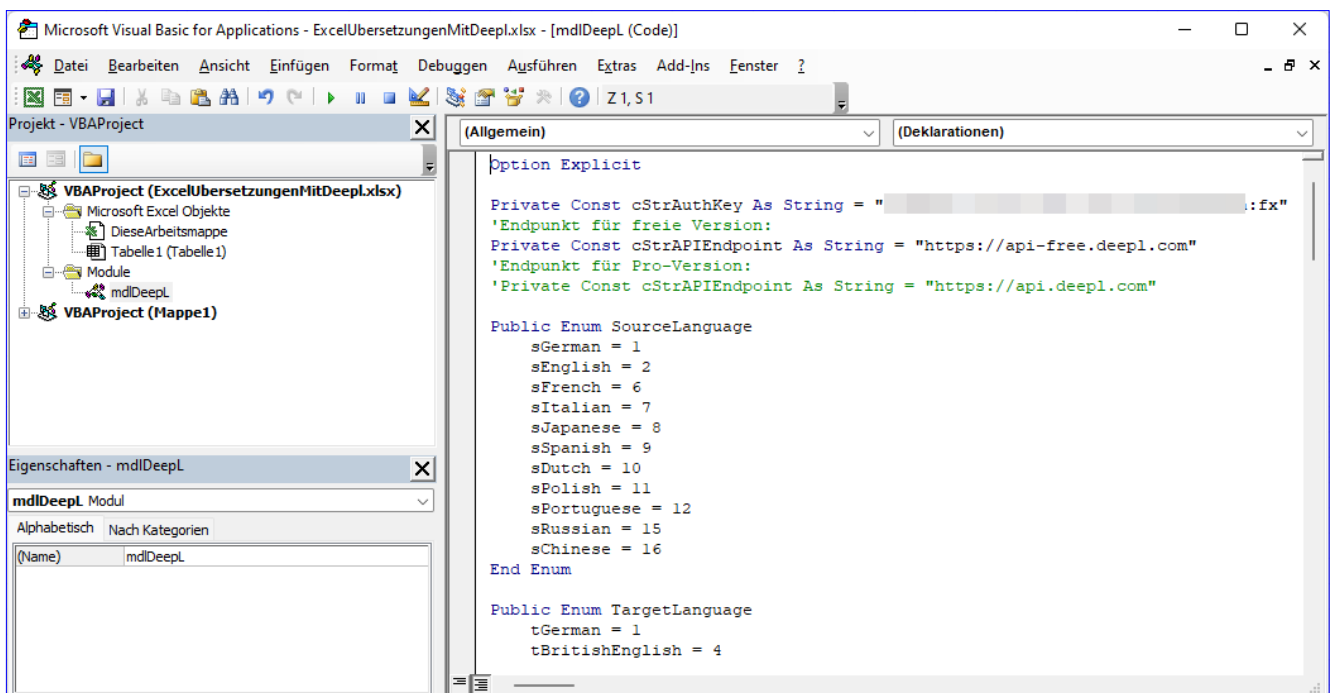 Microsoft Visual Basic for Applications - ExcelUbersetzungenMitDeepl.xlsx - [mdlDeepL (Code)]
Datei Bearbeiten Ansicht Einfügen Format Debuggen Ausführen Extras Add-Ins Fenster ?
Z 1, S 1
Projekt - VBAProject
VBAProject (ExcelUbersetzungenMitDeepl.xlsx)
Microsoft Excel Objekte
DieseArbeitsmappe
Tabelle1 (Tabelle1)
Module
mdlDeepL
VBAProject (Mappe1)
Eigenschaften - mdlDeepL
mdlDeepL Modul
Alphabetisch Nach Kategorien
(Name) mdlDeepL
(Allgemein) (Deklarationen)
Option Explicit
Private Const cStrAuthKey As String = " :fx"
'Endpunkt für freie Version:
Private Const cStrAPIEndpoint As String = "https://api-free.deepl.com"
'Endpunkt für Pro-Version:
'Private Const cStrAPIEndpoint As String = "https://api.deepl.com"
Public Enum SourceLanguage
sGerman = 1
sEnglish = 2
sFrench = 6
sItalian = 7
sJapanese = 8
sSpanish = 9
sDutch = 10
sPolish = 11
sPortuguese = 12
sRussian = 15
sChinese = 16
End Enum
Public Enum TargetLanguage
tGerman = 1
tBritishEnglish = 4